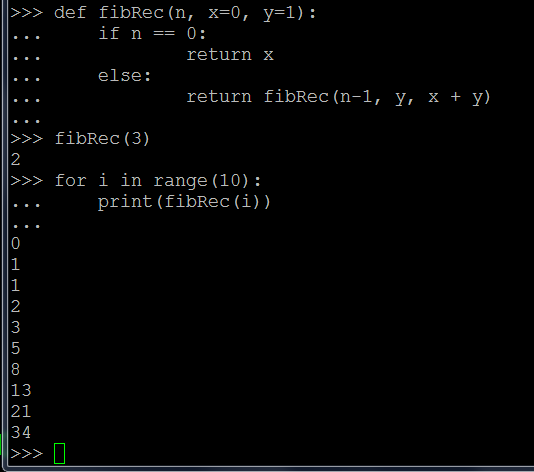 >>> def fibRec(n, x=0, y=1):
...     if n == 0:
...             return x
...     else:
...             return fibRec(n-1, y, x + y)
...
>>> fibRec(3)
2
>>> for i in range(10):
...     print(fibRec(i))
...
0
1
1
2
3
5
8
13
21
34
>>>